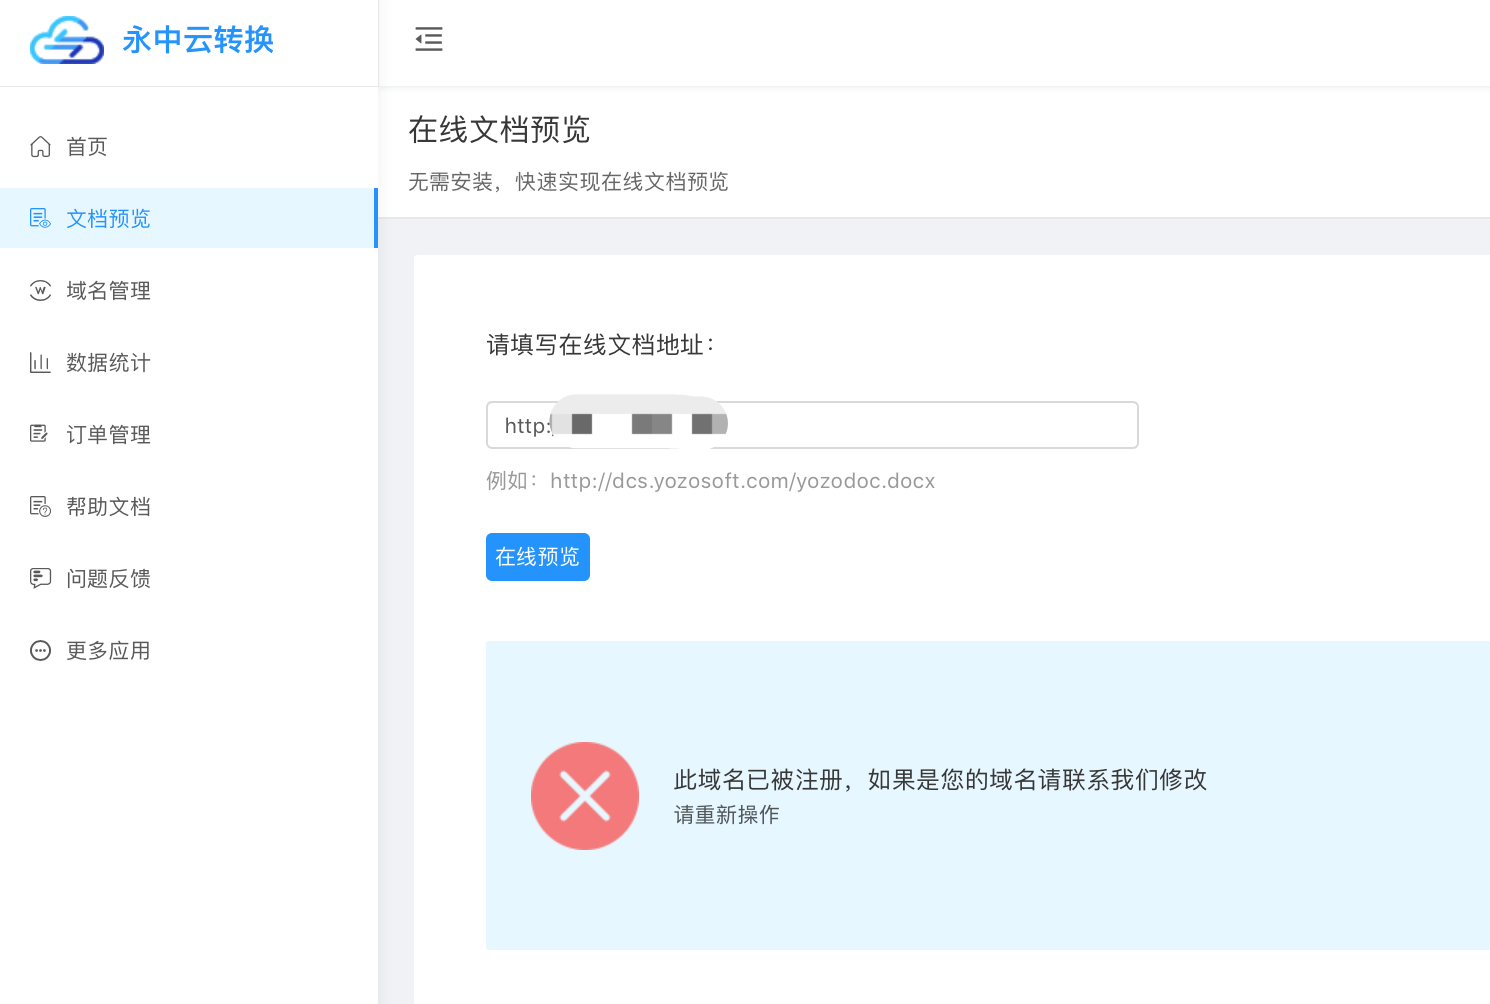 永中云转换
首页
文档预览
域名管理
数据统计
订单管理
帮助文档
问题反馈
更多应用
在线文档预览
无需安装，快速实现在线文档预览
请填写在线文档地址：
http:
例如：http://dcs.yozosoft.com/yozodoc.docx
在线预览
此域名已被注册，如果是您的域名请联系我们修改
请重新操作